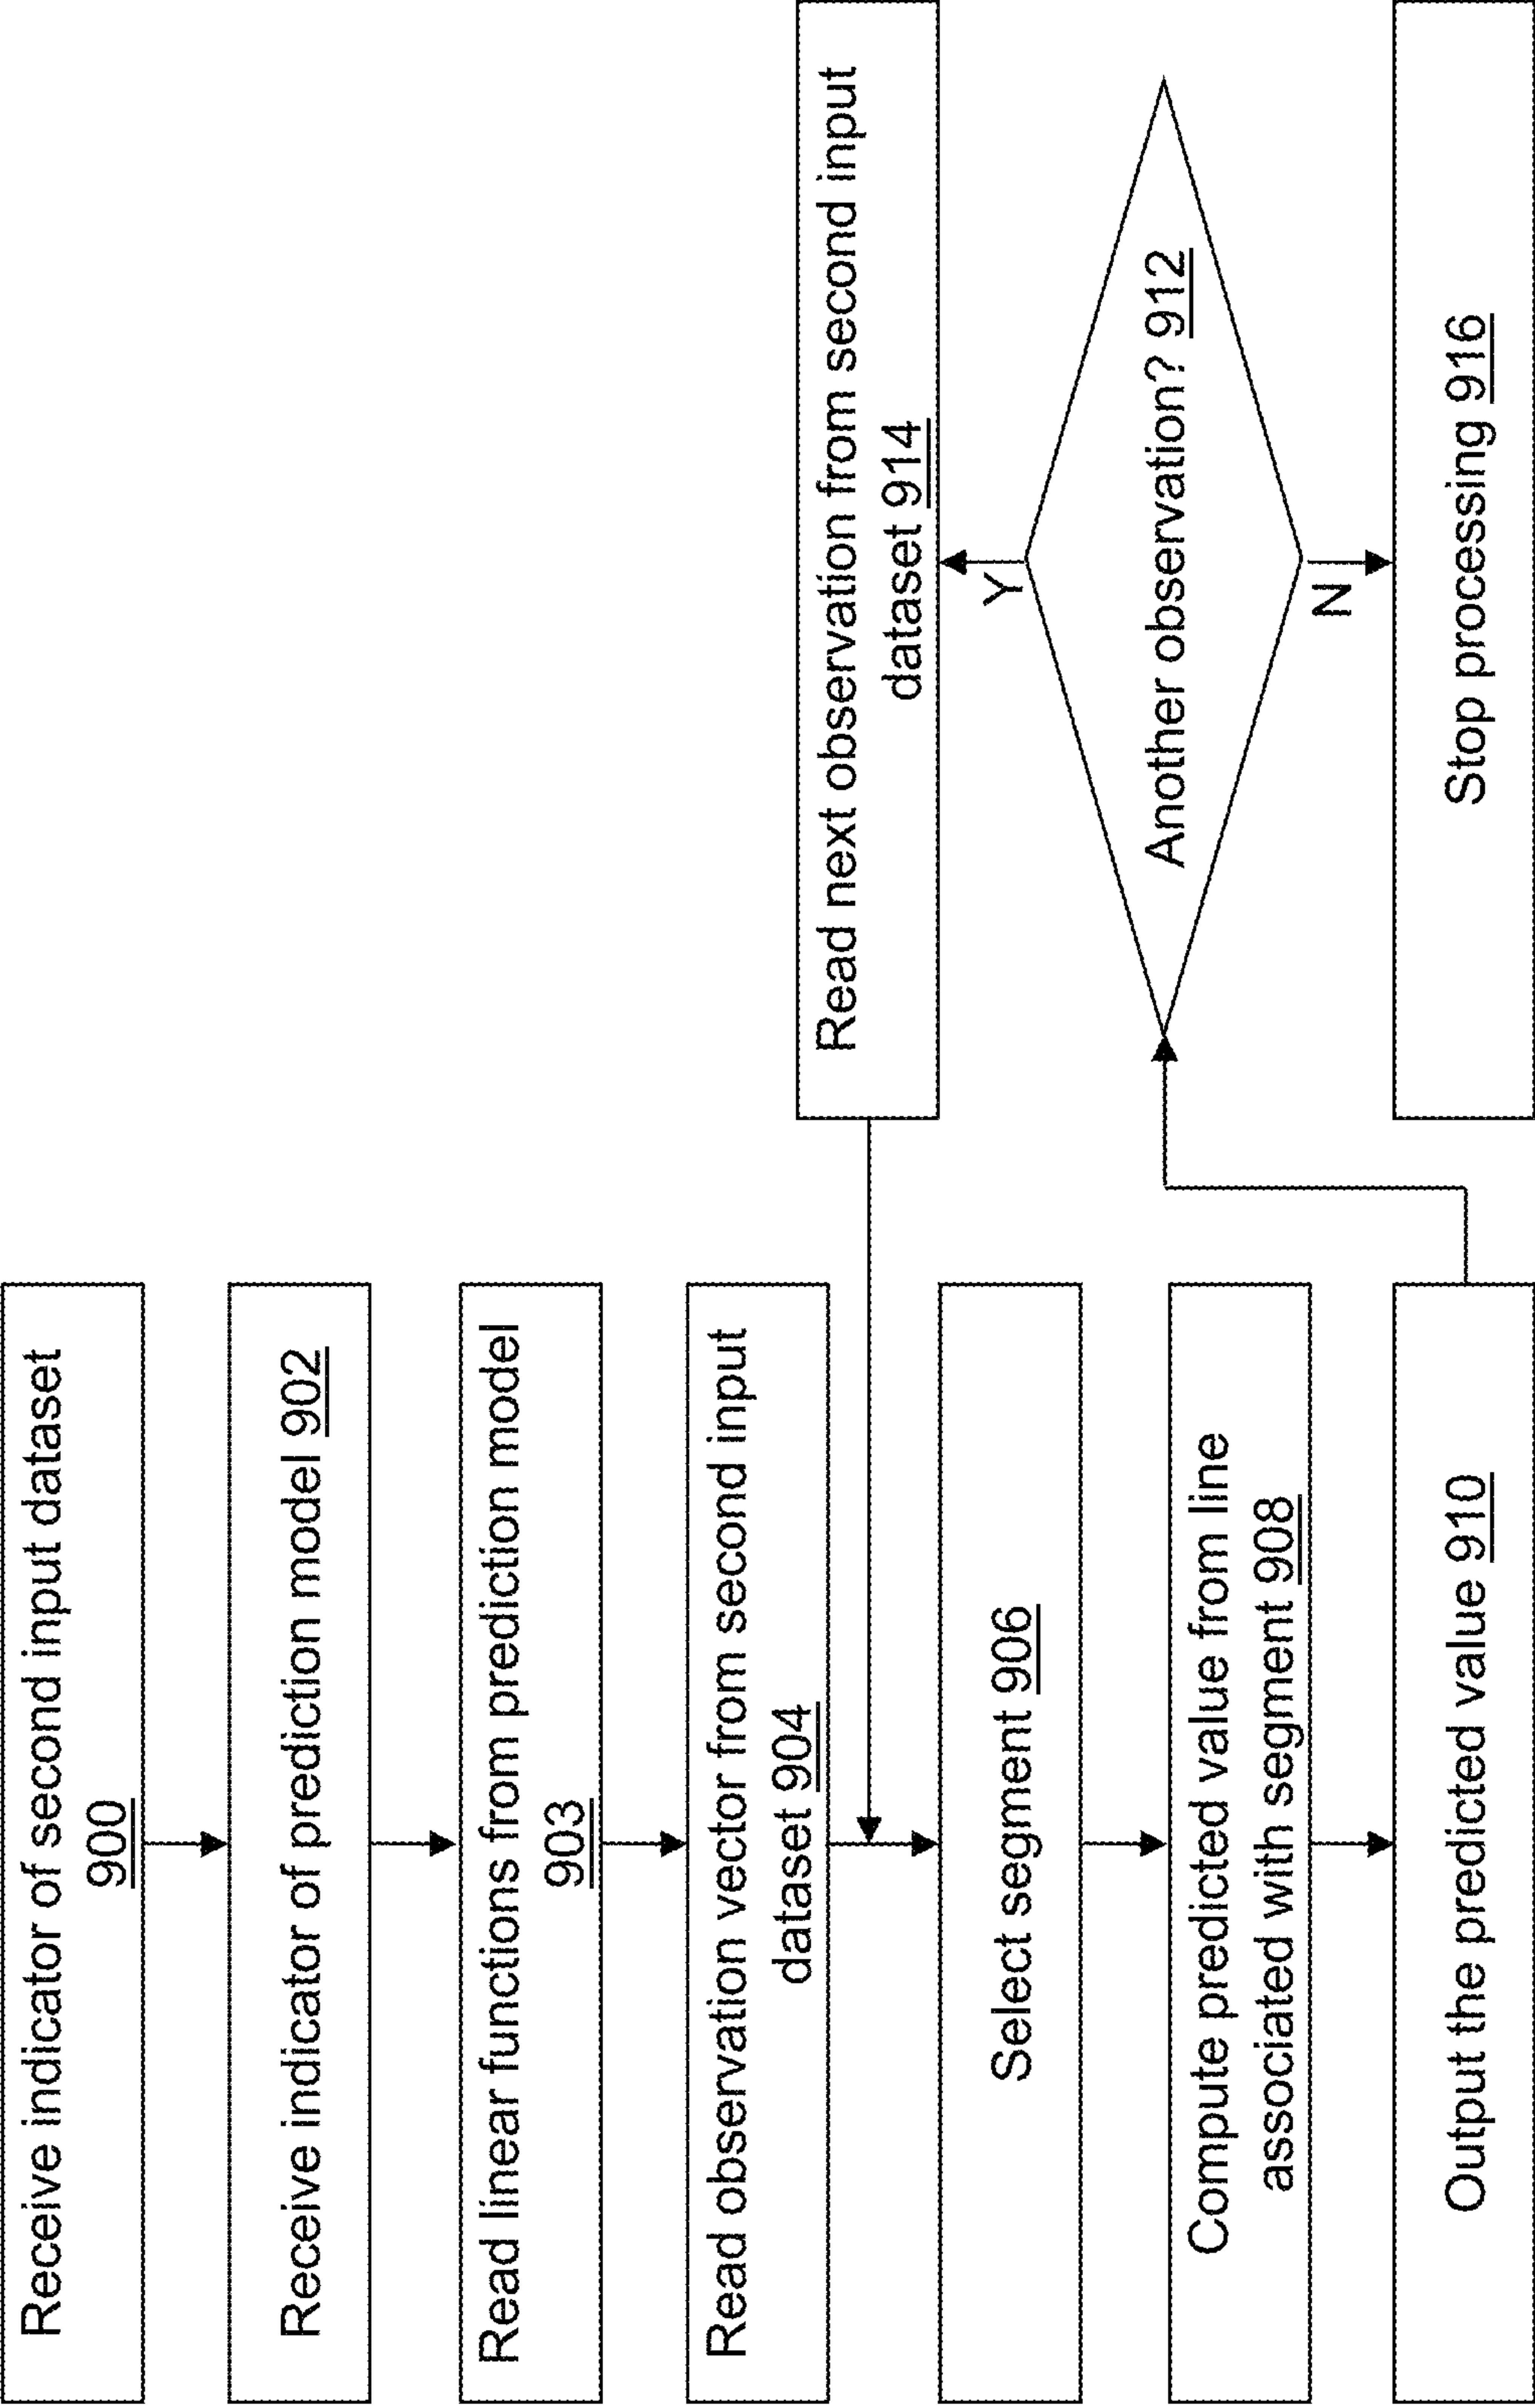 Receive indicator of second input dataset
900
Receive indicator of prediction model 902
Read linear functions from prediction model
903
Read observation vector from second input
dataset 904
Select segment 906
Compute predicted value from line
associated with segment 908
Output the predicted value 910
Read next observation from second input
dataset 914
Y
Another observation? 912
N
Stop processing 916